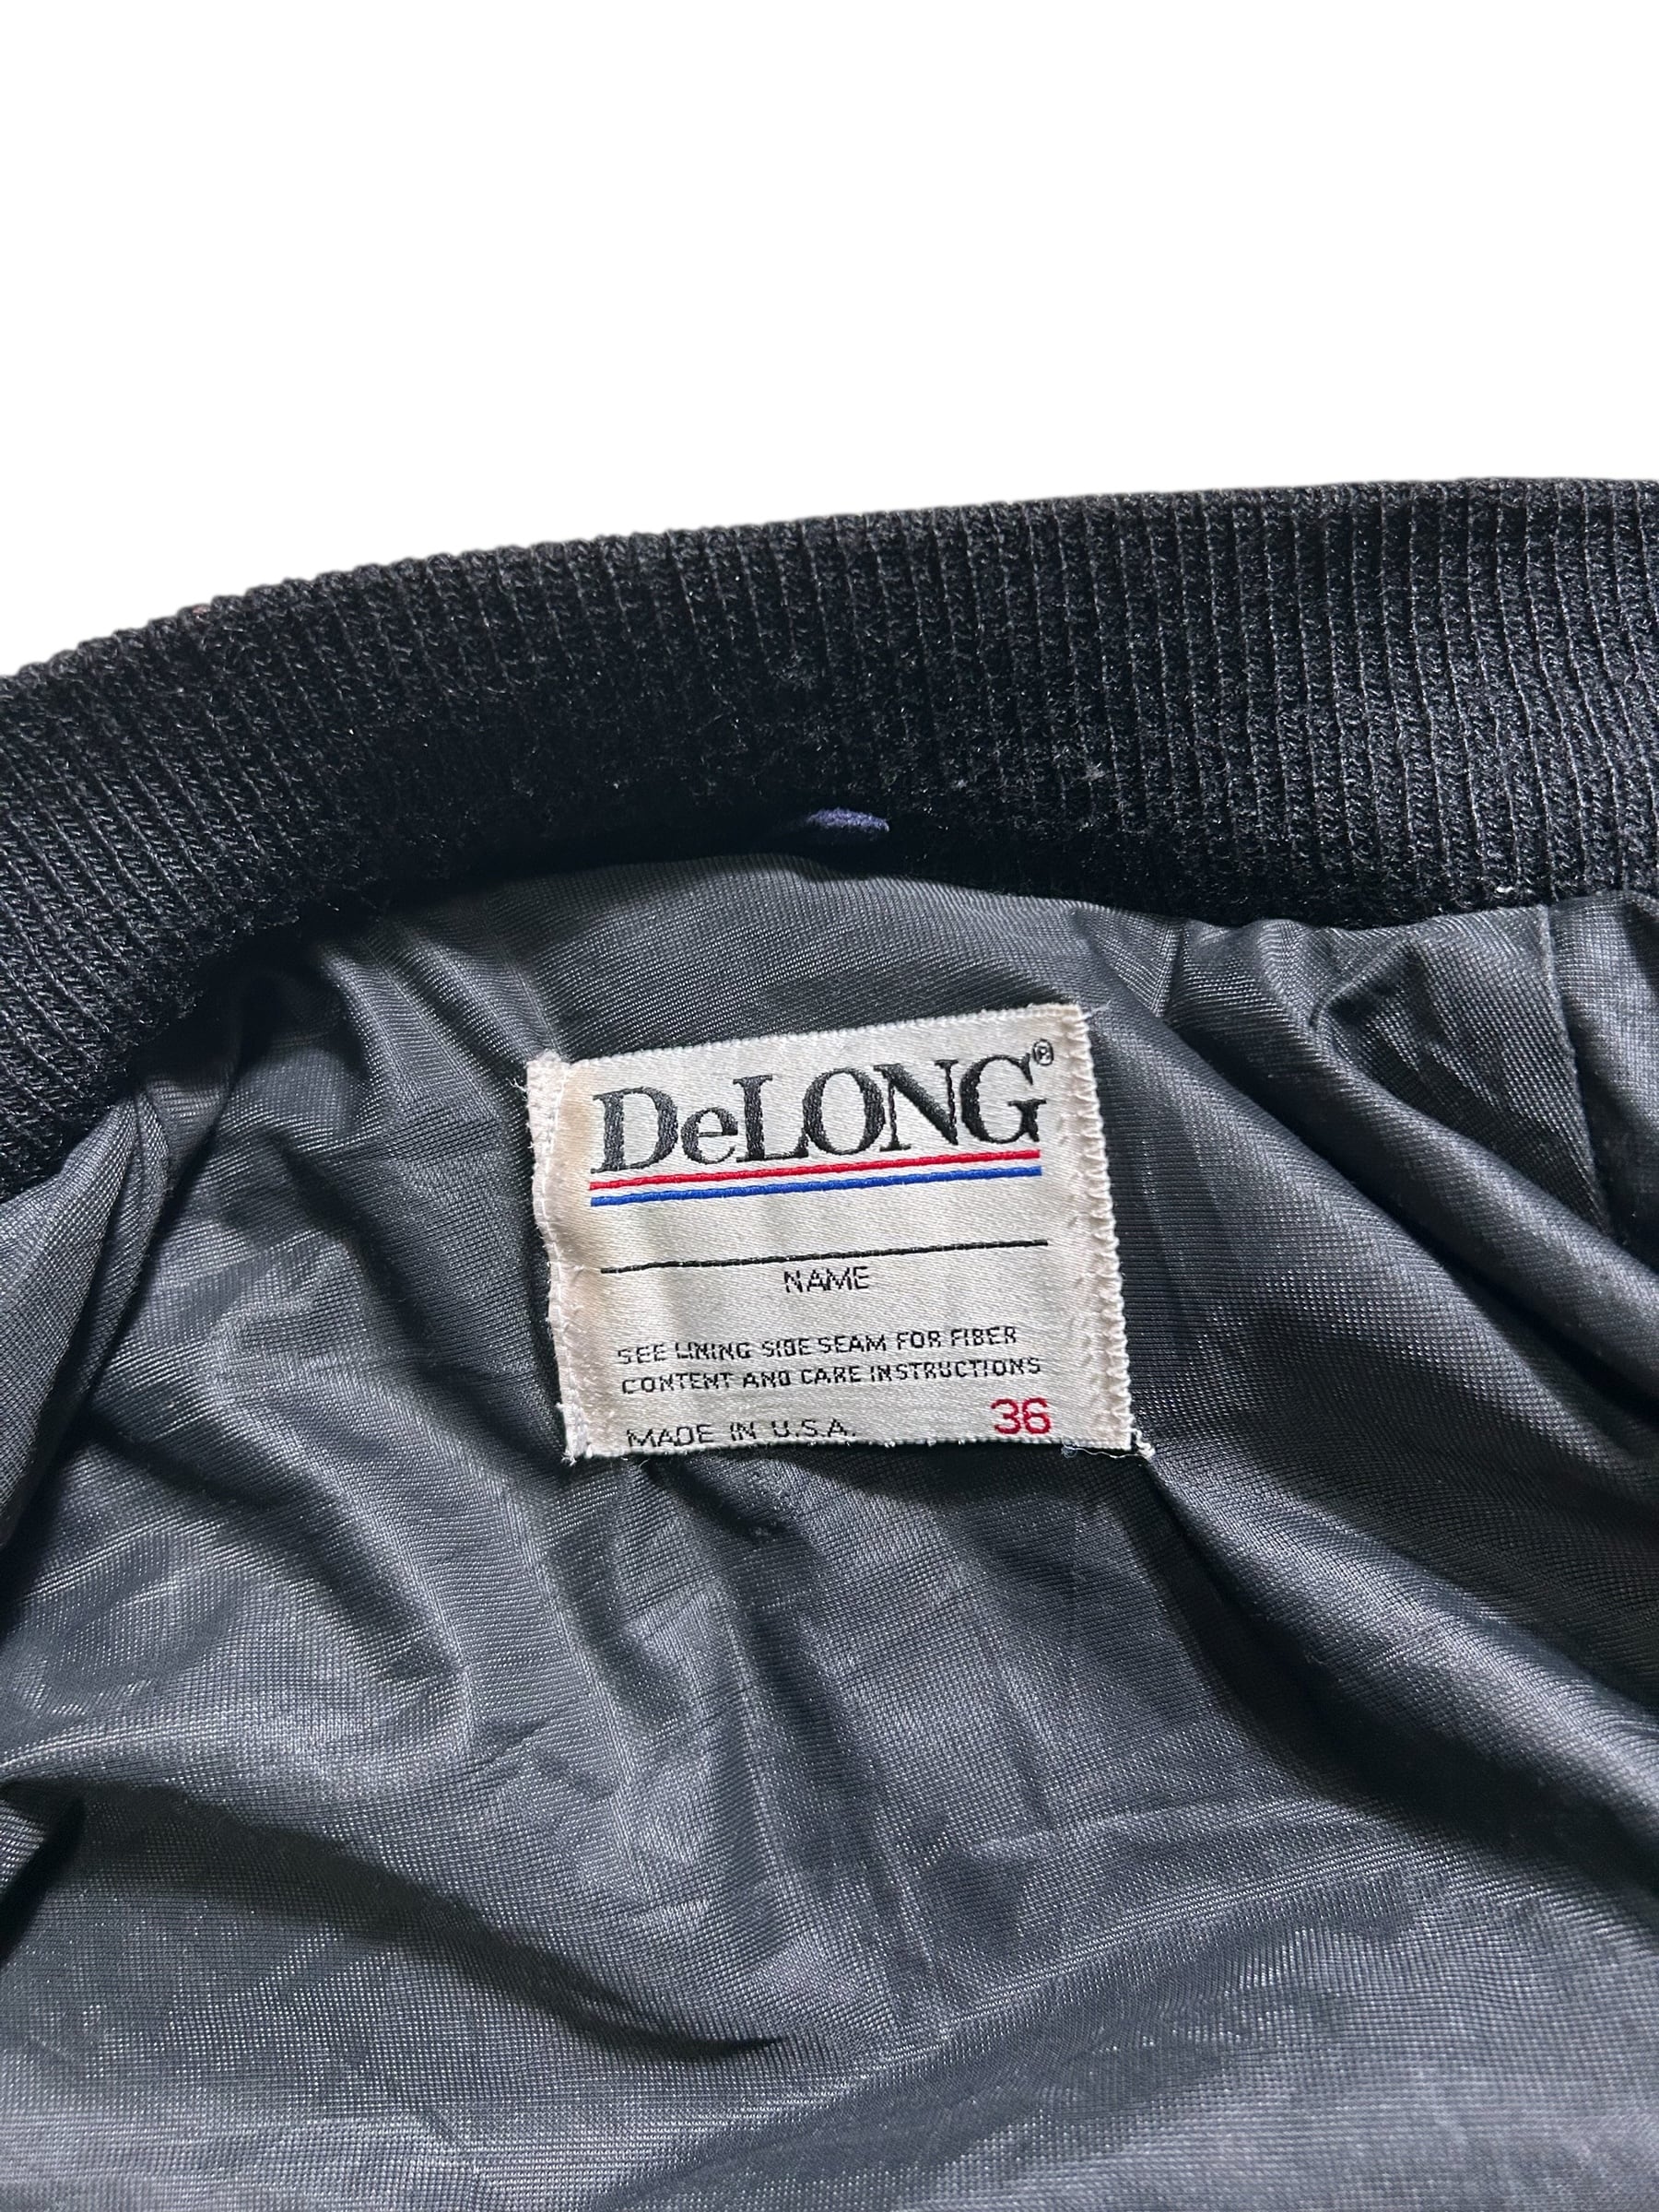 DeLONG®
NAME
SEE LINING SIDE SEAM FOR FIBER
CONTENT AND CARE INSTRUCTIONS
MADE IN U.S.A. 36